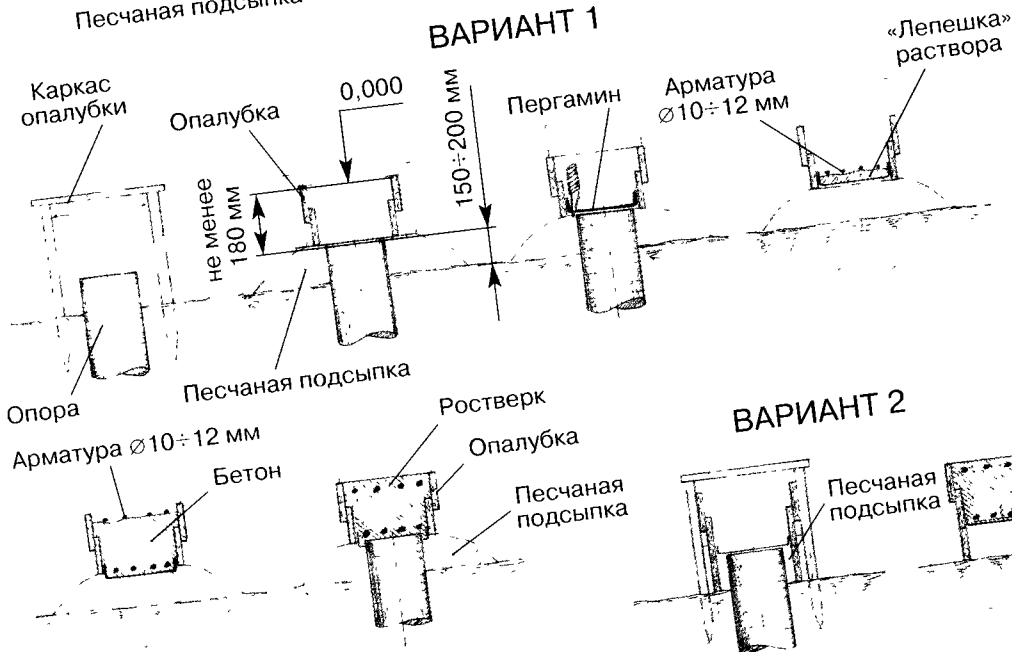 Песчаная подсыпка
ВАРИАНТ 1
Каркас
опалубки
Опалубка
0,000
150÷200 мм
Пергамин
Арматура
∅10÷12 мм
«Лепешка»
раствора
не менее
180 мм
Опора
Песчаная подсыпка
Арматура ∅10÷12 мм
Бетон
Ростверк
Опалубка
Песчаная
подсыпка
ВАРИАНТ 2
Песчаная
подсыпка